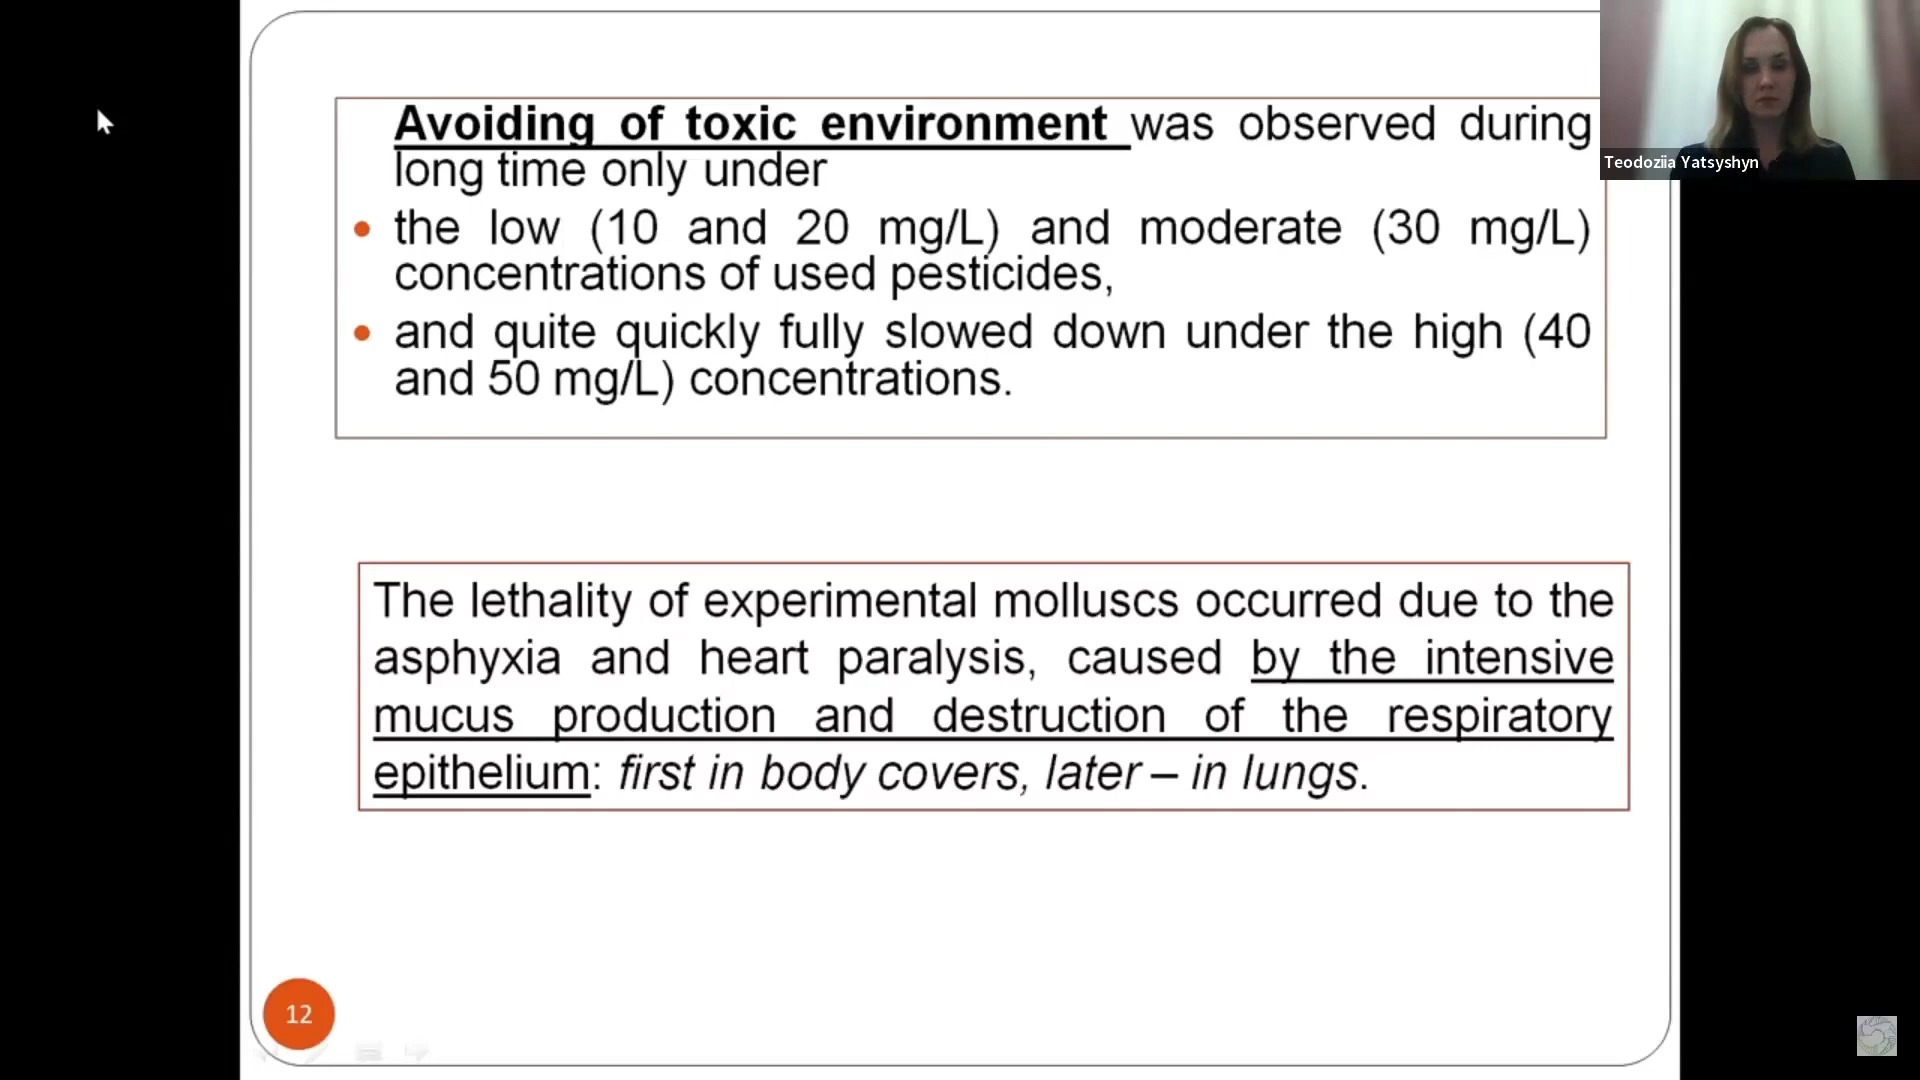 Avoiding of toxic environment was observed during
long time only under
• the low (10 and 20 mg/L) and moderate (30 mg/L)
concentrations of used pesticides,
• and quite quickly fully slowed down under the high (40
and 50 mg/L) concentrations.
Teodoziia Yatsyshyn
The lethality of experimental molluscs occurred due to the
asphyxia and heart paralysis, caused by the intensive
mucus production and destruction of the respiratory
epithelium: first in body covers, later – in lungs.
12